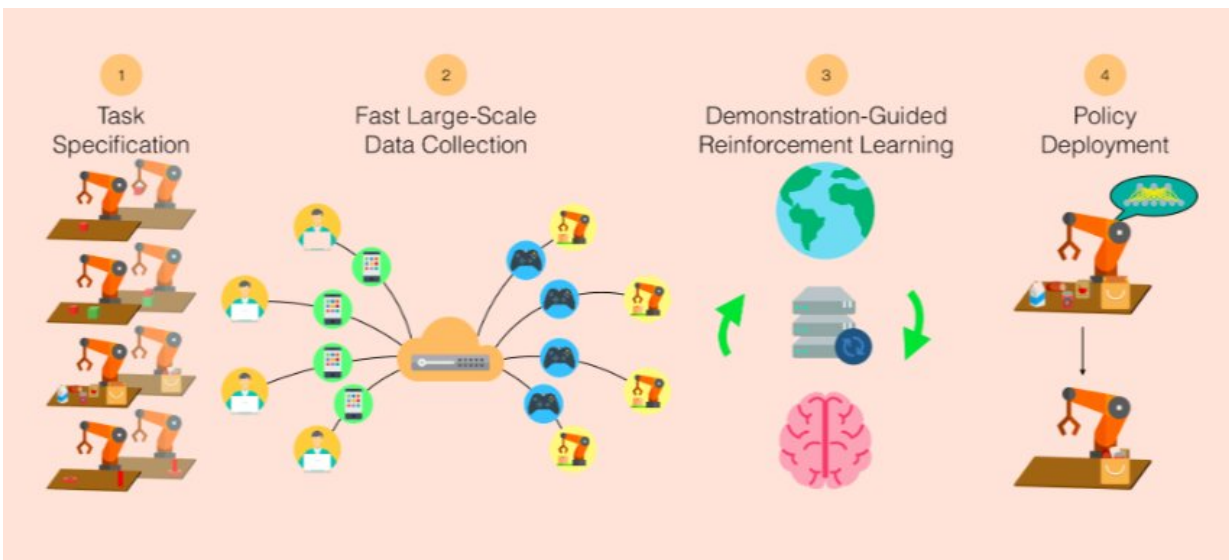 1
Task
Specification
2
Fast Large-Scale
Data Collection
3
Demonstration-Guided
Reinforcement Learning
4
Policy
Deployment